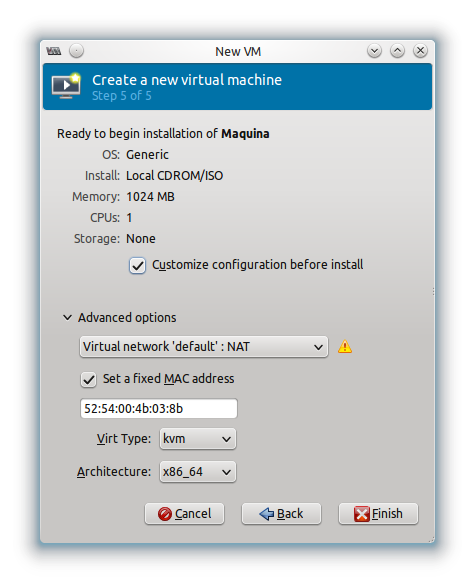 New VM
Create a new virtual machine
Step 5 of 5
Ready to begin installation of Maquina
OS: Generic
Install: Local CDROM/ISO
Memory: 1024 MB
CPUs: 1
Storage: None
Customize configuration before install
Advanced options
Virtual network 'default' : NAT
Set a fixed MAC address
52:54:00:4b:03:8b
Virt Type: kvm
Architecture: x86_64
Cancel Back Finish